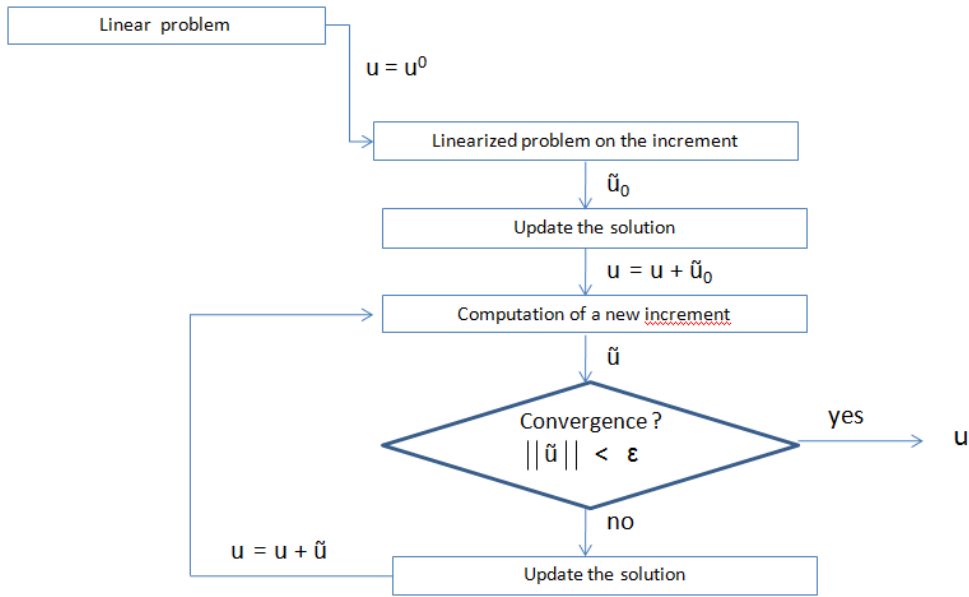 Linear problem
u = u⁰
Linearized problem on the increment
ũ₀
Update the solution
u = u + ũ₀
Computation of a new increment
ũ
Convergence ?
||ũ|| < ε
yes
u
no
u = u + ũ
Update the solution